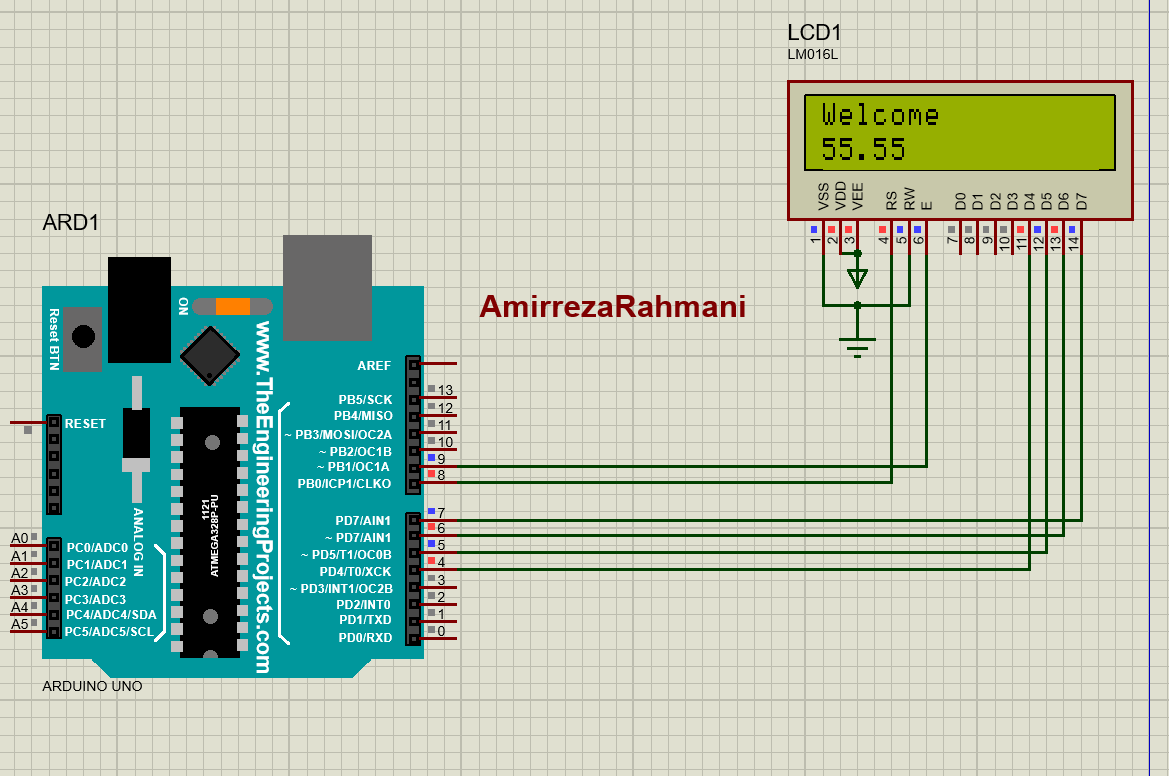 LCD1
LM016L
Welcome
55.55
VSS
VDD
VEE
RS
RW
E
D0
D1
D2
D3
D4
D5
D6
D7
1
2
3
4
5
6
7
8
9
10
11
12
13
14
ARD1
AmirrezaRahmani
ON
Reset BTN
www.TheEngineeringProjects.com
AREF
PB5/SCK
13
PB4/MISO
12
~ PB3/MOSI/OC2A
11
~ PB2/OC1B
10
~ PB1/OC1A
9
PB0/ICP1/CLKO
8
RESET
1121
ATMEGA328P-PU
ANALOG IN
PD7/AIN1
7
~ PD7/AIN1
6
~ PD5/T1/OC0B
5
PD4/T0/XCK
4
~ PD3/INT1/OC2B
3
PD2/INT0
2
PD1/TXD
1
PD0/RXD
0
A0
PC0/ADC0
A1
PC1/ADC1
A2
PC2/ADC2
A3
PC3/ADC3
A4
PC4/ADC4/SDA
A5
PC5/ADC5/SCL
ARDUINO UNO